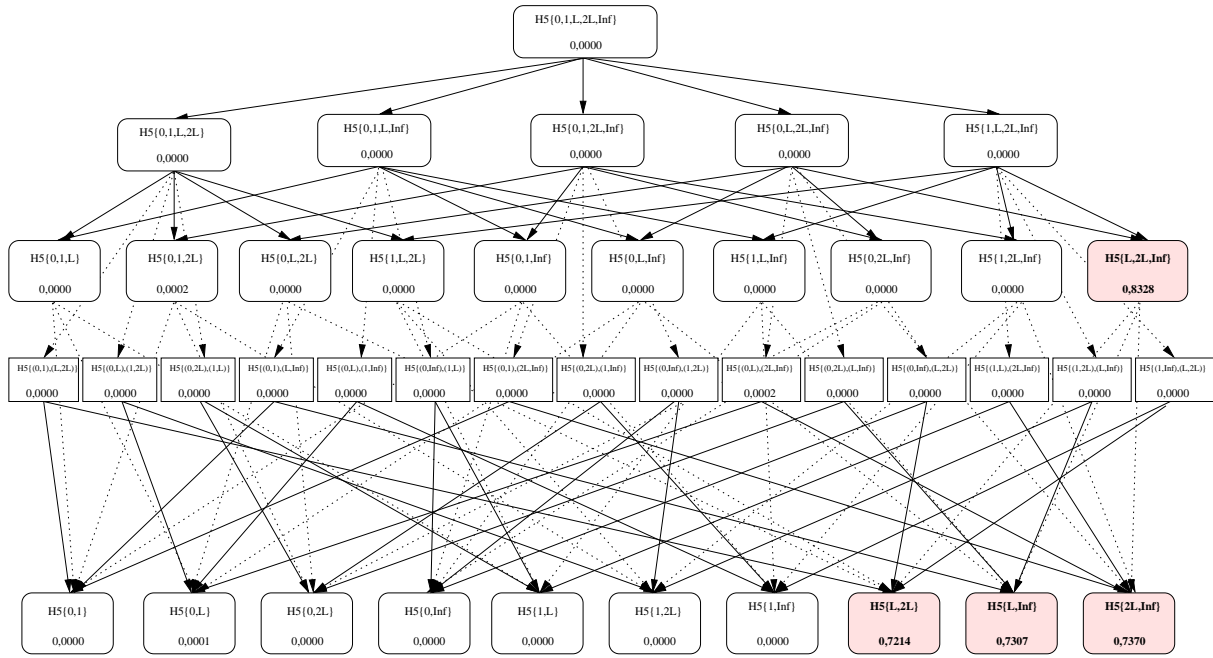 H5{0,1,L,2L,Inf}
0,0000
H5{0,1,L,2L}
0,0000
H5{0,1,L,Inf}
0,0000
H5{0,1,2L,Inf}
0,0000
H5{0,L,2L,Inf}
0,0000
H5{1,L,2L,Inf}
0,0000
H5{0,1,L}
0,0000
H5{0,1,2L}
0,0002
H5{0,L,2L}
0,0000
H5{1,L,2L}
0,0000
H5{0,1,Inf}
0,0000
H5{0,L,Inf}
0,0000
H5{1,L,Inf}
0,0000
H5{0,2L,Inf}
0,0000
H5{1,2L,Inf}
0,0000
H5{L,2L,Inf}
0,8328
H5{(0,1),(L,2L)}
0,0000
H5{(0,L),(1,2L)}
0,0000
H5{(0,2L),(1,L)}
0,0000
H5{(0,1),(L,Inf)}
0,0000
H5{(0,L),(1,Inf)}
0,0000
H5{(0,Inf),(1,L)}
0,0000
H5{(0,1),(2L,Inf)}
0,0000
H5{(0,2L),(1,Inf)}
0,0000
H5{(0,Inf),(1,2L)}
0,0000
H5{(0,L),(2L,Inf)}
0,0002
H5{(0,2L),(L,Inf)}
0,0000
H5{(0,Inf),(L,2L)}
0,0000
H5{(1,L),(2L,Inf)}
0,0000
H5{(1,2L),(L,Inf)}
0,0000
H5{(1,Inf),(L,2L)}
0,0000
H5{0,1}
0,0000
H5{0,L}
0,0001
H5{0,2L}
0,0000
H5{0,Inf}
0,0000
H5{1,L}
0,0000
H5{1,2L}
0,0000
H5{1,Inf}
0,0000
H5{L,2L}
0,7214
H5{L,Inf}
0,7307
H5{2L,Inf}
0,7370